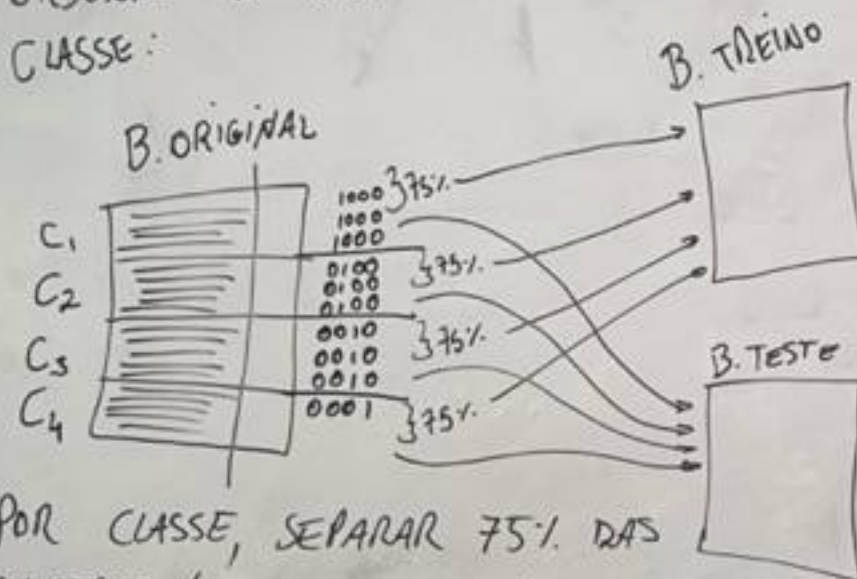 CLASSE:
B. ORIGINAL
B. TREINO
C1
C2
C3
C4
1000
1000
1000
0100
0100
0100
0010
0010
0010
0001
75%
75%
75%
75%
B. TESTE
POR CLASSE, SEPARAR 75% DAS